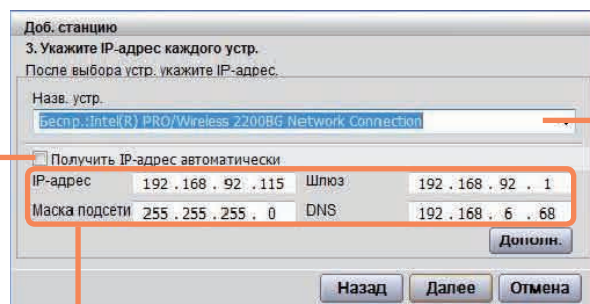 Доб. станцию
3. Укажите IP-адрес каждого устр.
После выбора устр. укажите IP-адрес.
Назв. устр.
Беспр.:Intel(R) PRO/Wireless 2200BG Network Connection
Получить IP-адрес автоматически
IP-адрес 192 . 168 . 92 . 115 Шлюз 192 . 168 . 92 . 1
Маска подсети 255 . 255 . 255 . 0 DNS 192 . 168 . 6 . 68
Дополн.
Назад Далее Отмена